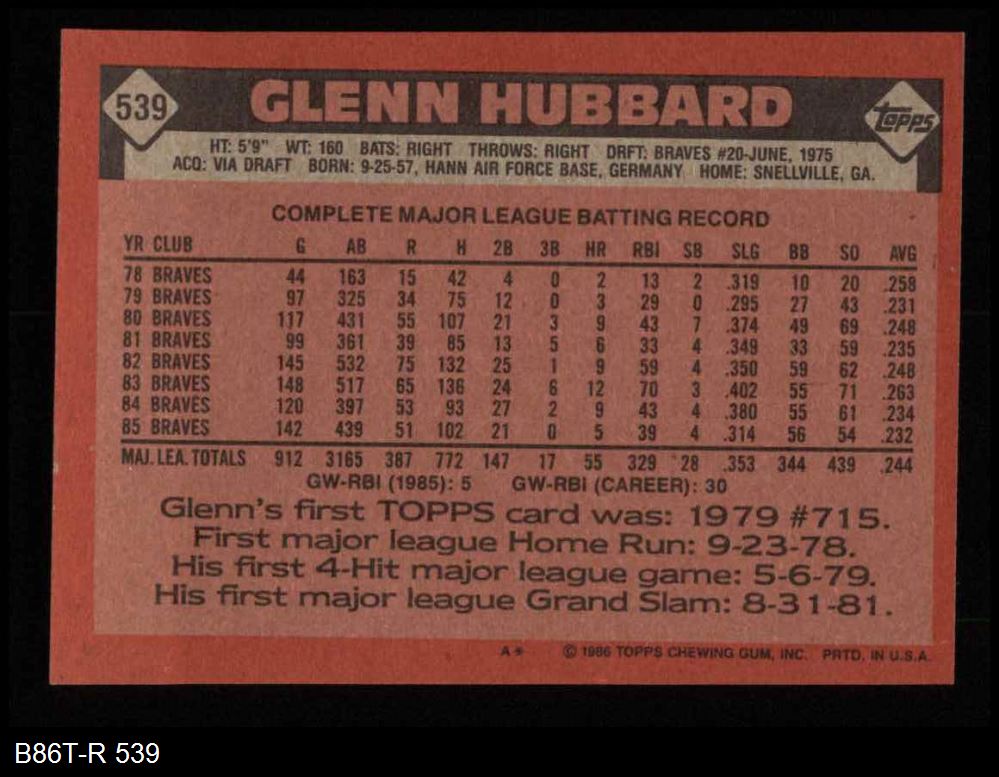 539 GLENN HUBBARD Topps
HT: 5'9" WT: 160 BATS: RIGHT THROWS: RIGHT DRFT: BRAVES #20-JUNE, 1975
ACQ: VIA DRAFT BORN: 9-25-57, HANN AIR FORCE BASE, GERMANY HOME: SNELLVILLE, GA.
COMPLETE MAJOR LEAGUE BATTING RECORD
YR CLUB G AB R H 2B 3B HR RBI SB SLG BB SO AVG
78 BRAVES 44 163 15 42 4 0 2 13 2 .319 10 20 .258
79 BRAVES 97 325 34 75 12 0 3 29 0 .295 27 43 .231
80 BRAVES 117 431 55 107 21 3 9 43 7 .374 49 69 .248
81 BRAVES 99 361 39 85 13 5 6 33 4 .349 33 59 .235
82 BRAVES 145 532 75 132 25 1 9 59 4 .350 59 62 .248
83 BRAVES 148 517 65 136 24 6 12 70 3 .402 55 71 .263
84 BRAVES 120 397 53 93 27 2 9 43 4 .380 55 61 .234
85 BRAVES 142 439 51 102 21 0 5 39 4 .314 56 54 .232
MAJ. LEA. TOTALS 912 3165 387 772 147 17 55 329 28 .353 344 439 .244
GW-RBI (1985): 5 GW-RBI (CAREER): 30
Glenn's first TOPPS card was: 1979 #715.
First major league Home Run: 9-23-78.
His first 4-Hit major league game: 5-6-79.
His first major league Grand Slam: 8-31-81.
A* © 1986 TOPPS CHEWING GUM, INC. PRTD. IN U.S.A.
B86T-R 539